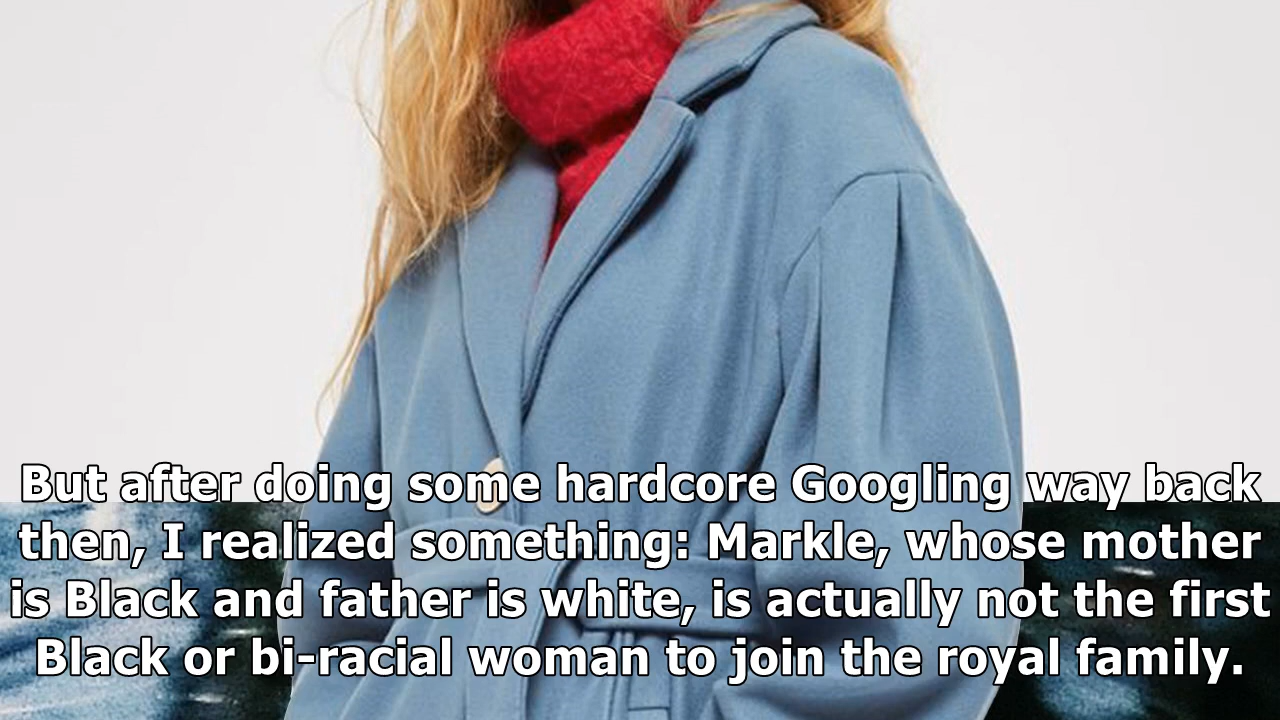 But after doing some hardcore Googling way back
then, I realized something: Markle, whose mother
is Black and father is white, is actually not the first
Black or bi-racial woman to join the royal family.